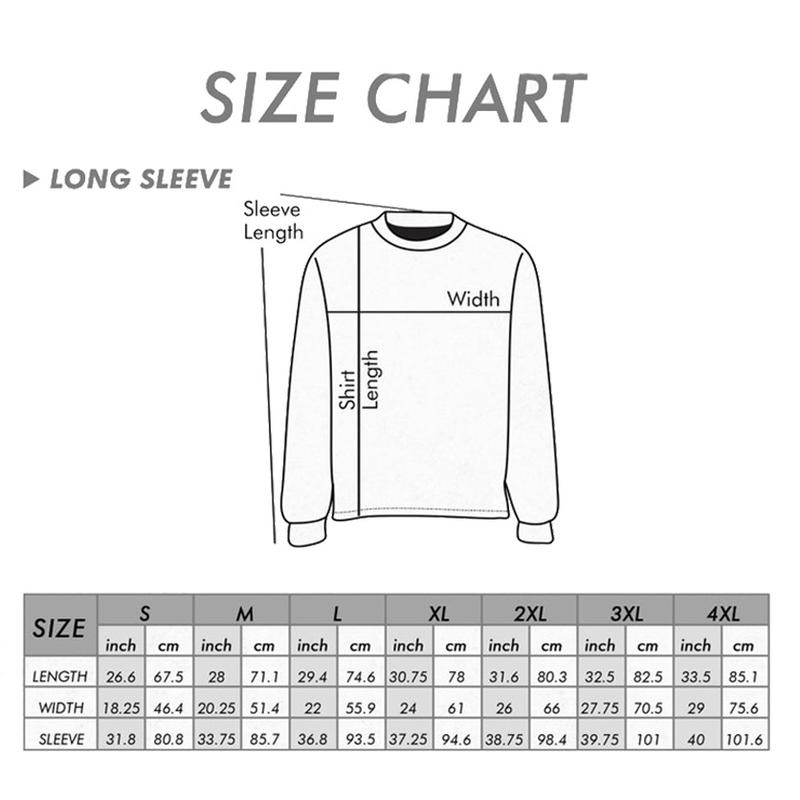 SIZE CHART
LONG SLEEVE
Sleeve
Length
Width
Shirt
Length
SIZE S M L XL 2XL 3XL 4XL
inch cm inch cm inch cm inch cm inch cm inch cm inch cm
LENGTH 26.6 67.5 28 71.1 29.4 74.6 30.75 78 31.6 80.3 32.5 82.5 33.5 85.1
WIDTH 18.25 46.4 20.25 51.4 22 55.9 24 61 26 66 27.75 70.5 29 75.6
SLEEVE 31.8 80.8 33.75 85.7 36.8 93.5 37.25 94.6 38.75 98.4 39.75 101 40 101.6